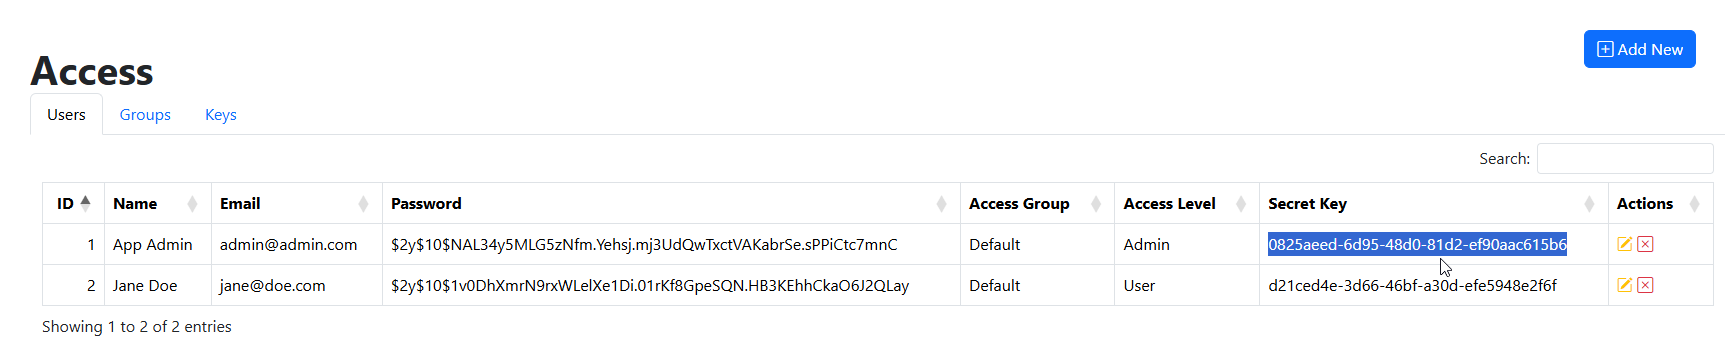 Access
Add New
Users Groups Keys
Search:
ID Name Email Password Access Group Access Level Secret Key Actions
1 App Admin admin@admin.com $2y$10$NAL34y5MLG5zNfm.Yehsj.mj3UdQwTxctVAKabrSe.sPPiCtc7mnC Default Admin 0825aeed-6d95-48d0-81d2-ef90aac615b6
2 Jane Doe jane@doe.com $2y$10$1v0DhXmrN9rxWLelXe1Di.01rKf8GpeSQN.HB3KEhhCkaO6J2QLay Default User d21ced4e-3d66-46bf-a30d-efe5948e2f6f
Showing 1 to 2 of 2 entries